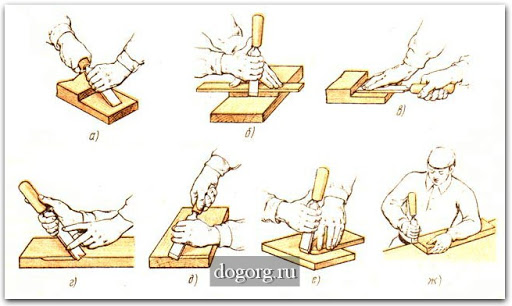 а) б) в)
г) д) е) ж)
dogorg.ru